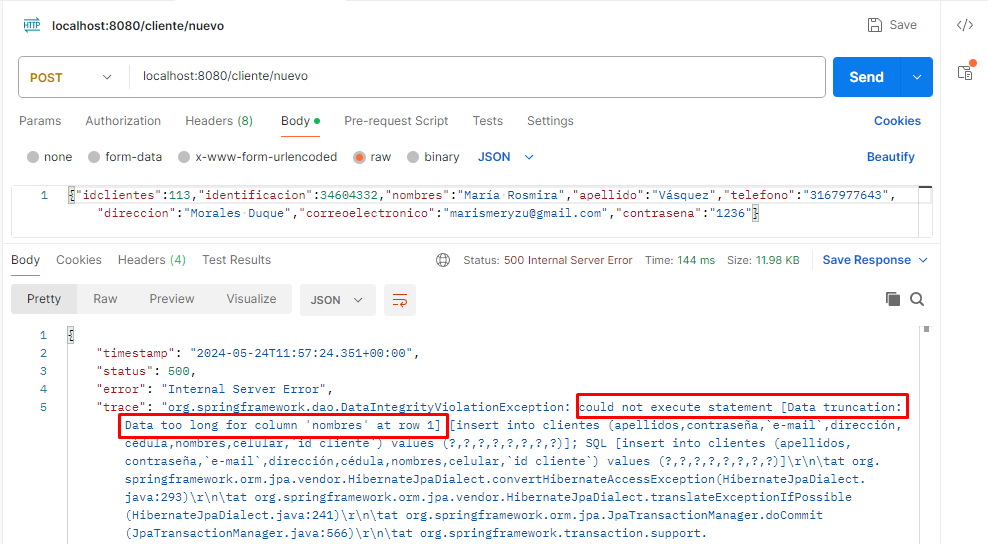 HTTP localhost:8080/cliente/nuevo Save </>
POST localhost:8080/cliente/nuevo Send
Params Authorization Headers (8) Body Pre-request Script Tests Settings Cookies
none form-data x-www-form-urlencoded raw binary JSON Beautify
1 {"idclientes":113,"identificacion":34604332,"nombres":"María Rosmira","apellido":"Vásquez","telefono":"3167977643",
"direccion":"Morales Duque","correoelectronico":"marismeryzu@gmail.com","contrasena":"1236"}
Body Cookies Headers (4) Test Results Status: 500 Internal Server Error Time: 144 ms Size: 11.98 KB Save Response
Pretty Raw Preview Visualize JSON
1 {
2 "timestamp": "2024-05-24T11:57:24.351+00:00",
3 "status": 500,
4 "error": "Internal Server Error",
5 "trace": "org.springframework.dao.DataIntegrityViolationException: could not execute statement [Data truncation:
Data too long for column 'nombres' at row 1] [insert into clientes (apellidos,contraseña,`e-mail`,dirección,
cédula,nombres,celular,`id cliente`) values (?,?,?,?,?,?,?,?)]; SQL [insert into clientes (apellidos,
contraseña,`e-mail`,dirección,cédula,nombres,celular,`id cliente`) values (?,?,?,?,?,?,?,?)]\r\n\tat org.
springframework.orm.jpa.vendor.HibernateJpaDialect.convertHibernateAccessException(HibernateJpaDialect.
java:293)\r\n\tat org.springframework.orm.jpa.vendor.HibernateJpaDialect.translateExceptionIfPossible
(HibernateJpaDialect.java:241)\r\n\tat org.springframework.orm.jpa.JpaTransactionManager.doCommit
(JpaTransactionManager.java:566)\r\n\tat org.springframework.transaction.support.